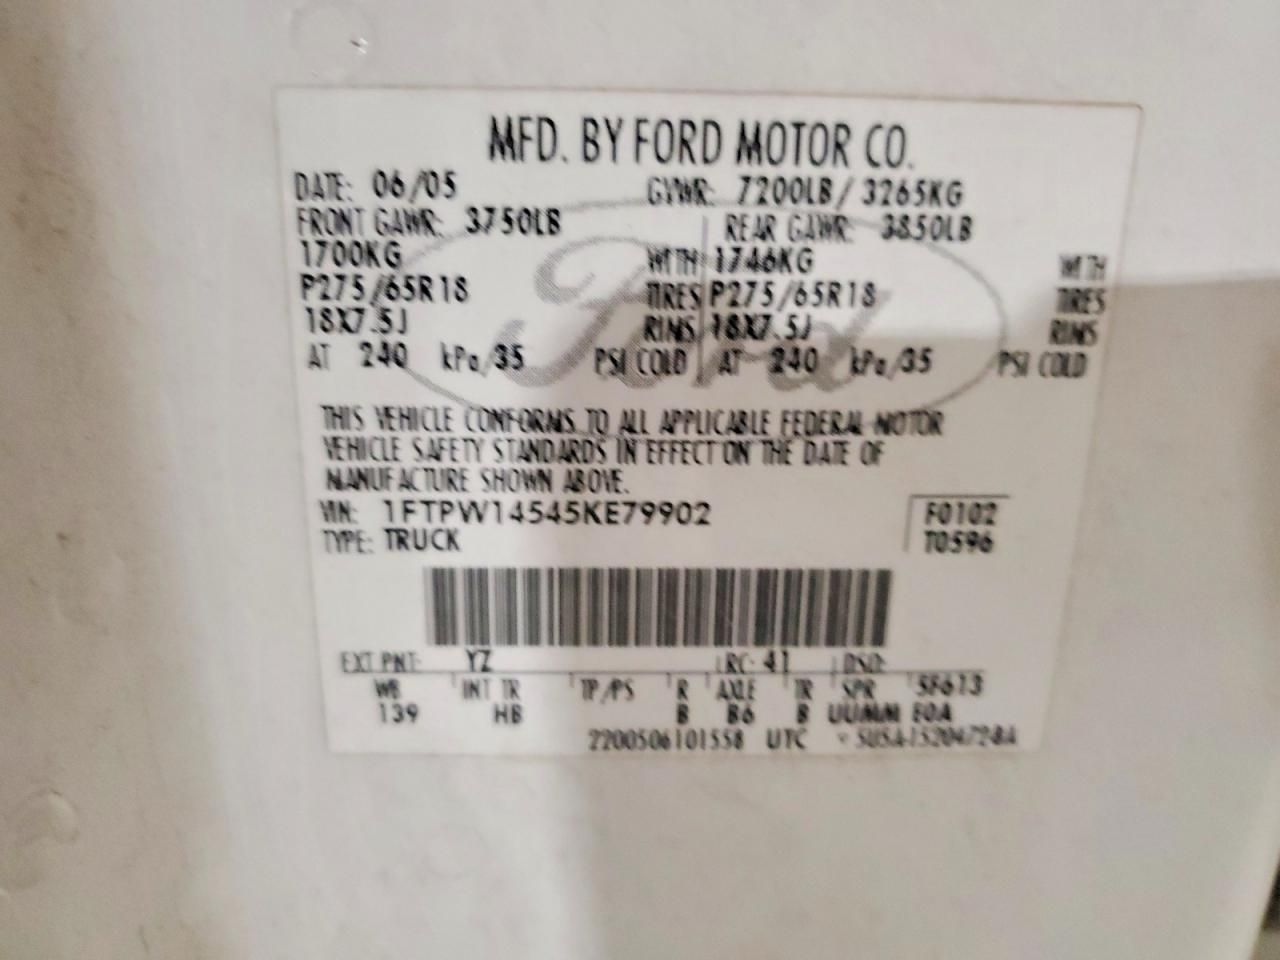 MFD. BY FORD MOTOR CO.
DATE: 06/05 GVWR: 7200LB / 3265KG
FRONT GAWR: 3750LB REAR GAWR: 3850LB
1700KG WITH 1746KG WITH
P275/65R18 TIRES P275/65R18 TIRES
18X7.5J RIMS 18X7.5J RIMS
AT 240 kPa/35 PSI COLD AT 240 kPa/35 PSI COLD
Ford
THIS VEHICLE CONFORMS TO ALL APPLICABLE FEDERAL MOTOR
VEHICLE SAFETY STANDARDS IN EFFECT ON THE DATE OF
MANUFACTURE SHOWN ABOVE.
VIN: 1FTPW14545KE79902 F0102
TYPE: TRUCK T0596
EXT PNT: YZ RC: 41 DSO:
WB INT TR TP/PS R AXLE TR SPR 5F613
139 HB B B6 B UUMM E0A
2200506101558 UTC